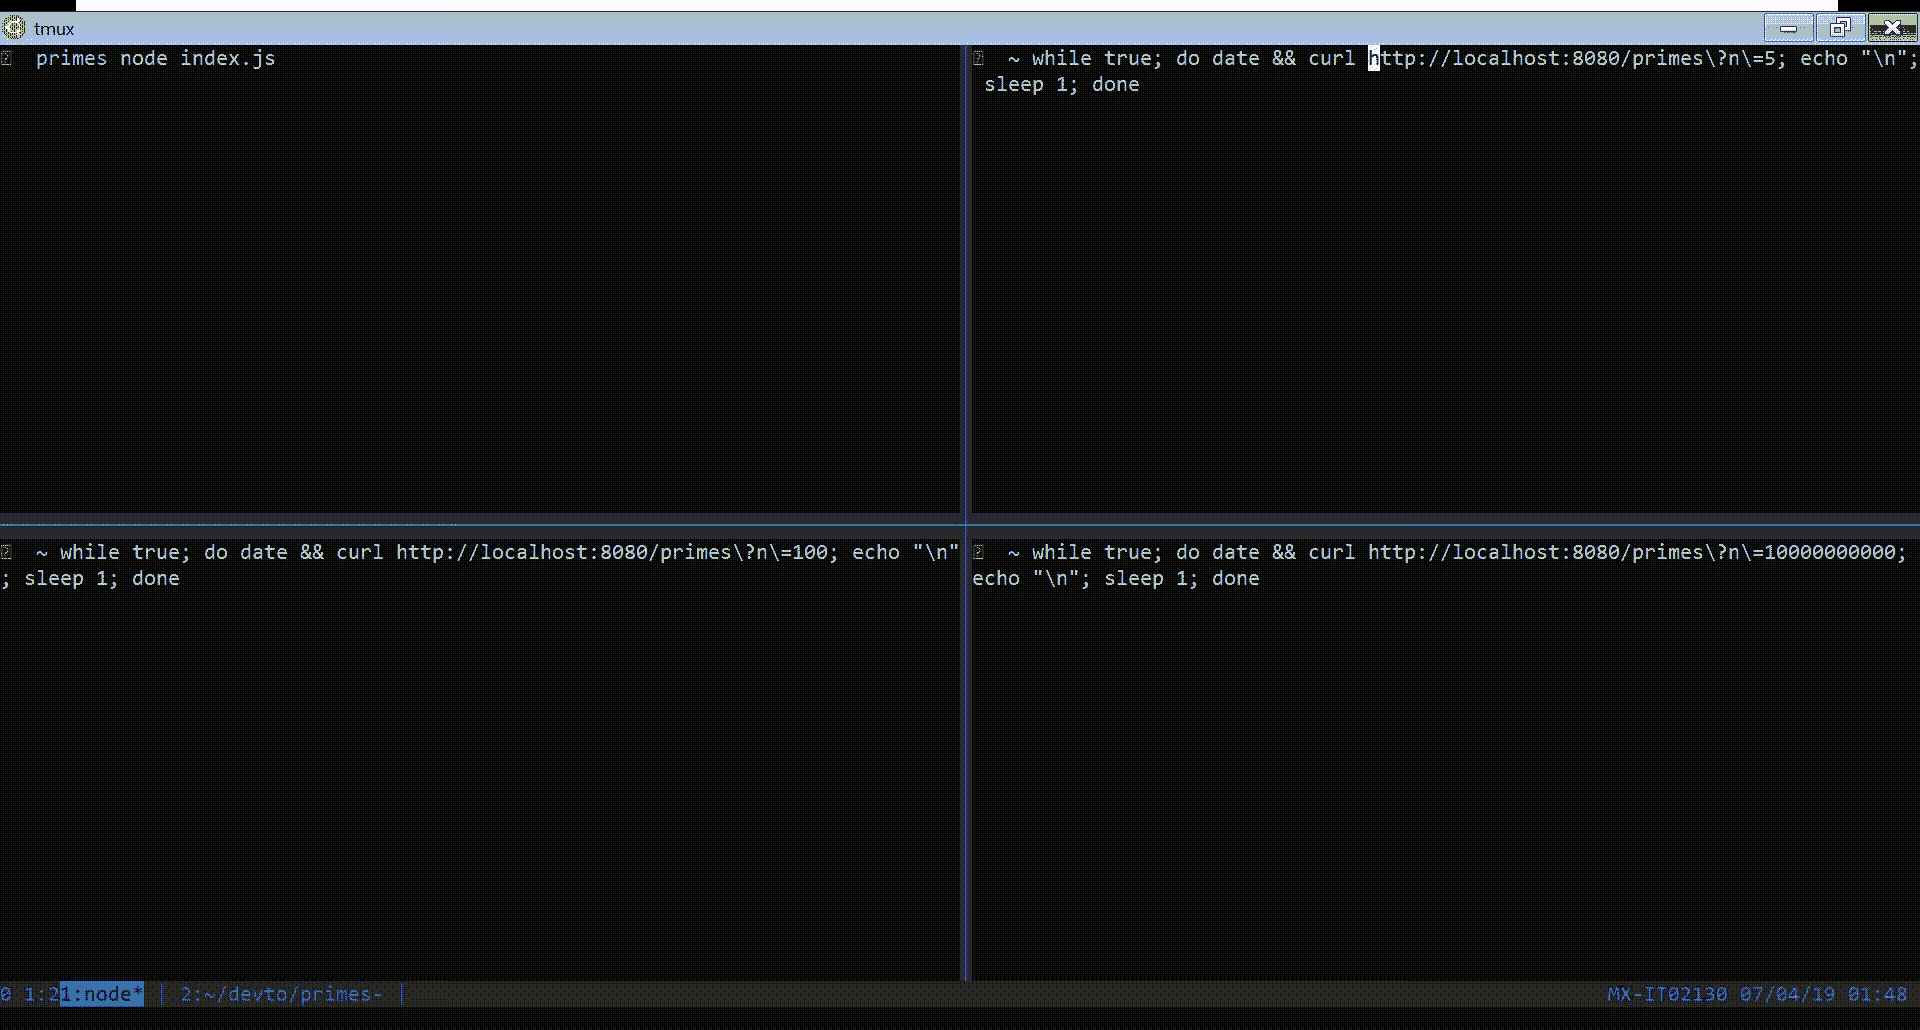 tmux
primes node index.js
~ while true; do date && curl http://localhost:8080/primes\?n\=5; echo "\n";
sleep 1; done
~ while true; do date && curl http://localhost:8080/primes\?n\=100; echo "\n"
; sleep 1; done
~ while true; do date && curl http://localhost:8080/primes\?n\=10000000000;
echo "\n"; sleep 1; done
0 1:21:node* | 2:~/devto/primes- |
MX-IT02130 07/04/19 01:48